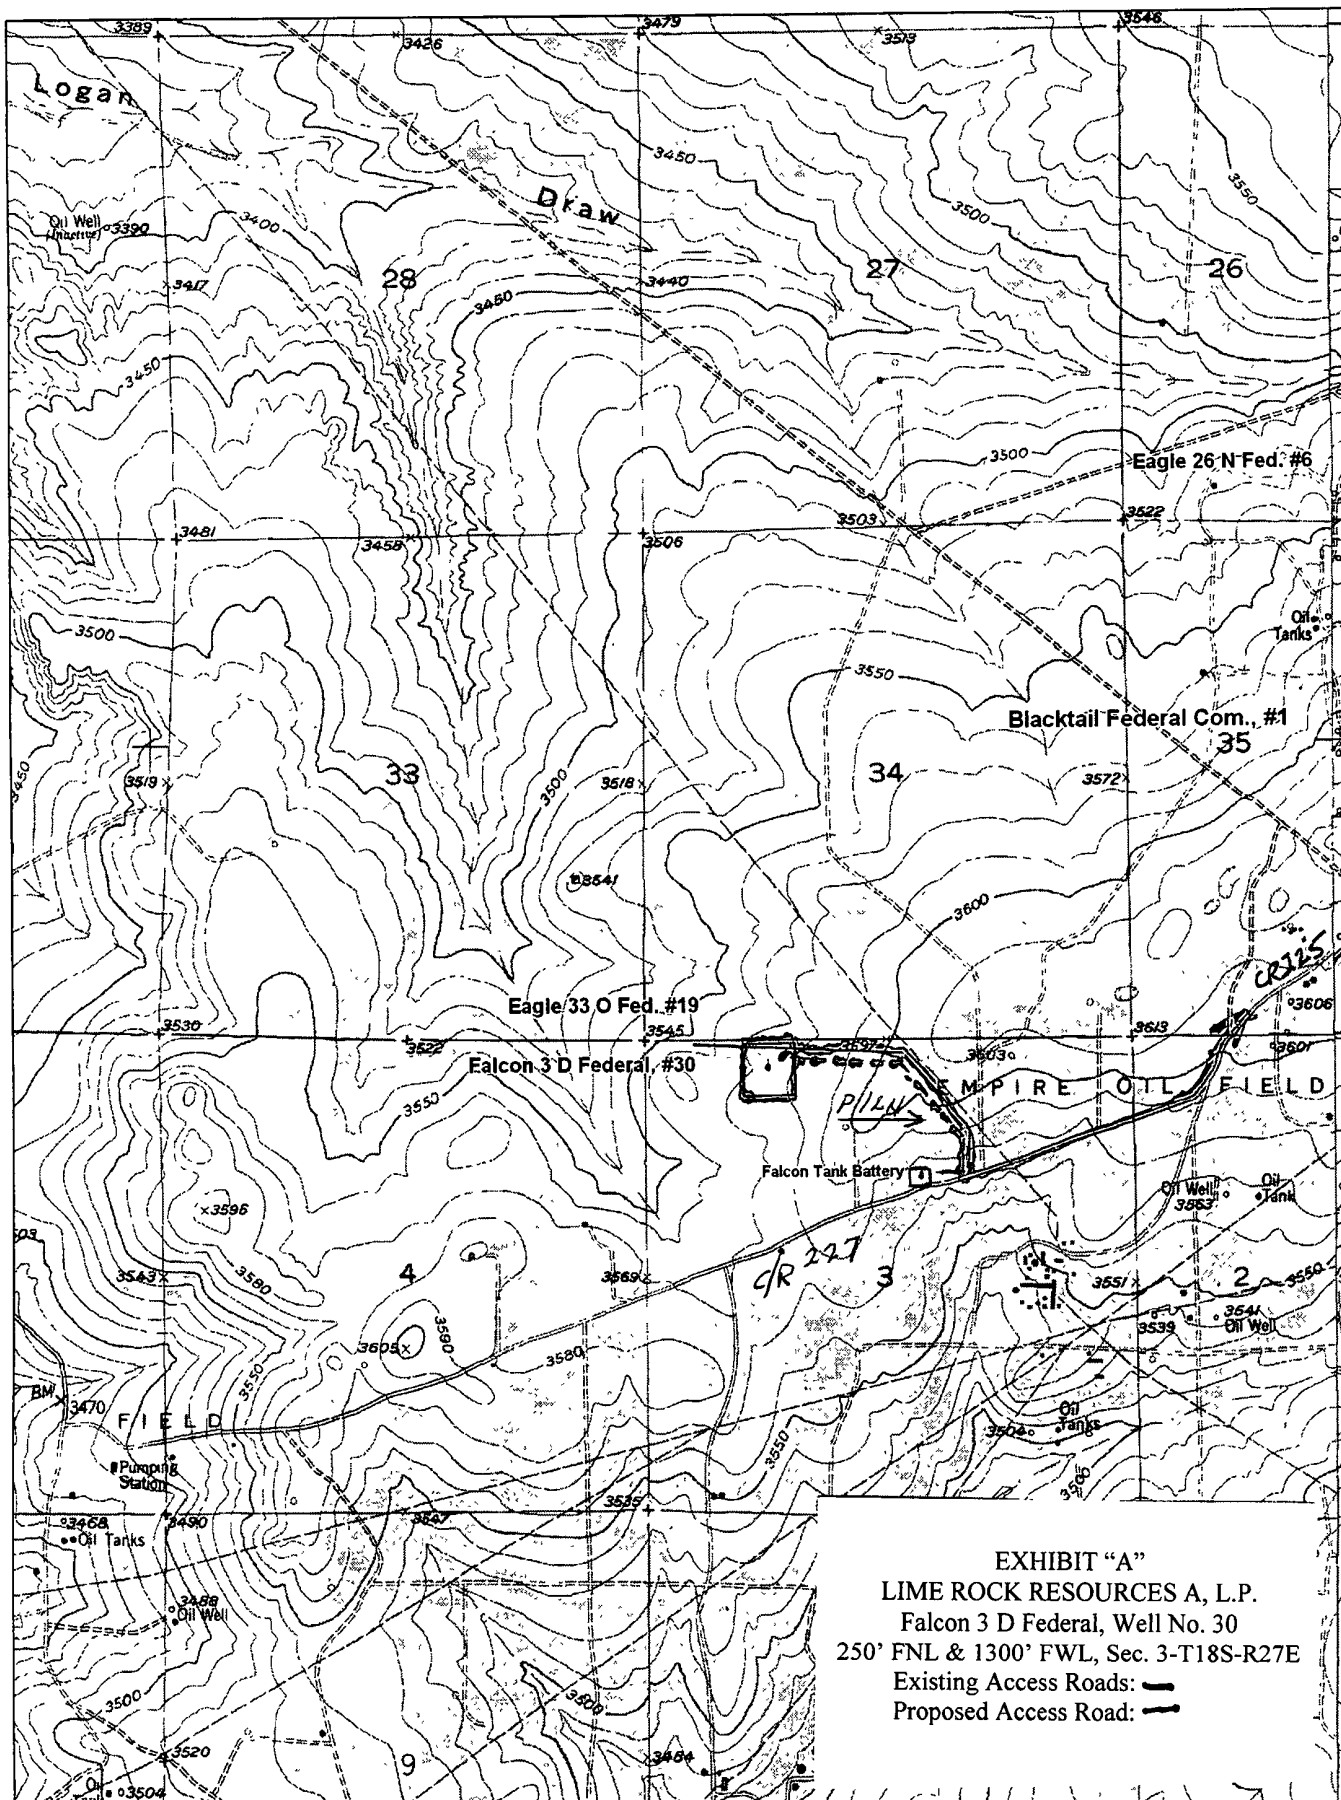 3389
3426
3479
3513
3546
Logan
3450
3550
Draw
3500
Oil Well
(Inactive)
3390
3400
28
27
26
3417
3450
3440
3450
3500
Eagle 26 N Fed. #6
3481
3458
3506
3503
3522
3500
Oil
Tanks
3550
Blacktail Federal Com., #1
35
3450
3519
33
3500
3518
34
3572
3541
3600
CR225
Eagle 33 O Fed. #19
3606
3530
3522
3545
3597
3613
3601
Falcon 3 D Federal, #30
3603
3550
EMPIRE OIL FIELD
P/LN
Falcon Tank Battery
Oil Well
3563
Oil
Tank
3596
C/R 227
3543
3580
4
3569
3
3551
2
3550
3539
3541
Oil Well
3605
3590
3580
BM
3470
3550
FIELD
Oil
Tanks
3504
3550
Pumping
Station
3500
3468
3490
3547
3535
Oil Tanks
3488
Oil Well
EXHIBIT “A”
LIME ROCK RESOURCES A, L.P.
Falcon 3 D Federal, Well No. 30
250’ FNL & 1300’ FWL, Sec. 3-T18S-R27E
Existing Access Roads:
Proposed Access Road:
3500
3500
3520
9
3484
3504